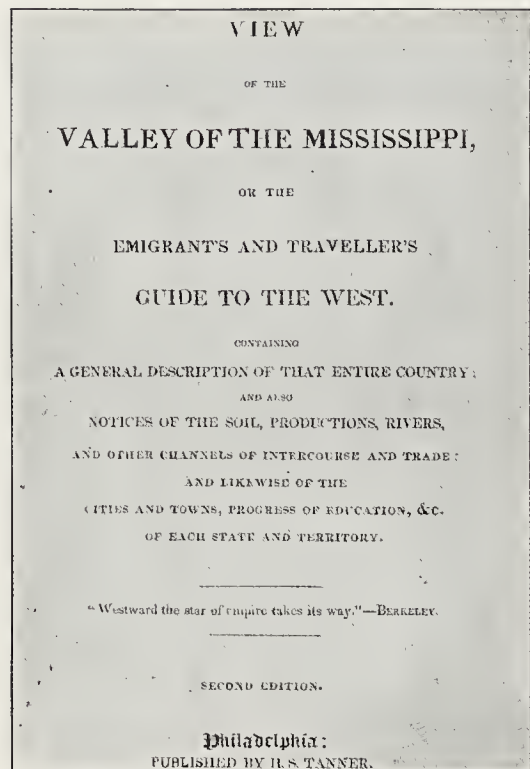 VIEW
OF THE
VALLEY OF THE MISSISSIPPI,
OR THE
EMIGRANT'S AND TRAVELLER'S
GUIDE TO THE WEST.
CONTAINING
A GENERAL DESCRIPTION OF THAT ENTIRE COUNTRY;
AND ALSO
NOTICES OF THE SOIL, PRODUCTIONS, RIVERS,
AND OTHER CHANNELS OF INTERCOURSE AND TRADE:
AND LIKEWISE OF THE
CITIES AND TOWNS, PROGRESS OF EDUCATION, &C.
OF EACH STATE AND TERRITORY.
"Westward the star of empire takes its way."—BERKELEY.
SECOND EDITION.
Philadelphia:
PUBLISHED BY H. S. TANNER.